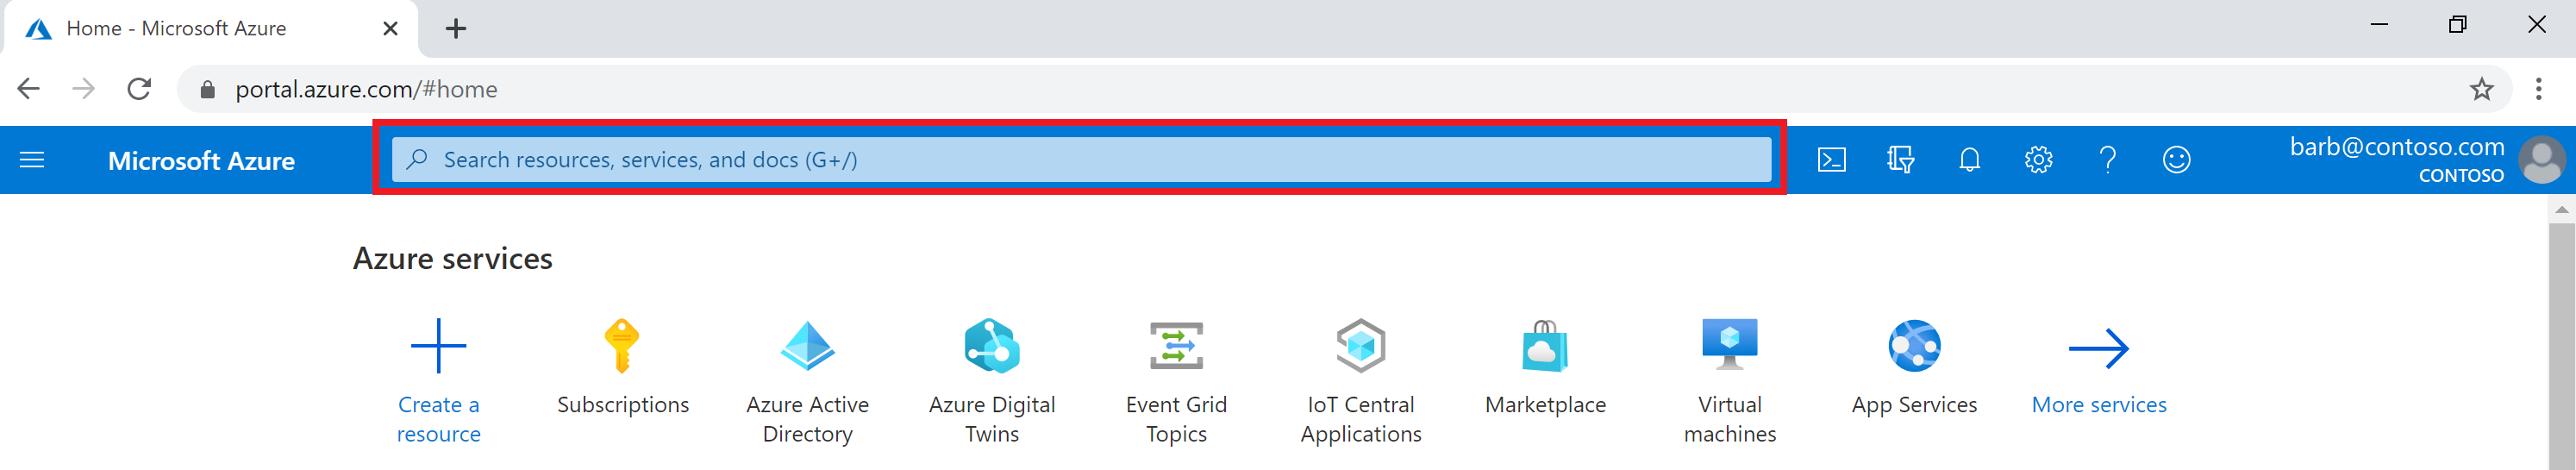 Home - Microsoft Azure
portal.azure.com/#home
Microsoft Azure
Search resources, services, and docs (G+/)
barb@contoso.com
CONTOSO
Azure services
Create a
resource
Subscriptions
Azure Active
Directory
Azure Digital
Twins
Event Grid
Topics
IoT Central
Applications
Marketplace
Virtual
machines
App Services
More services